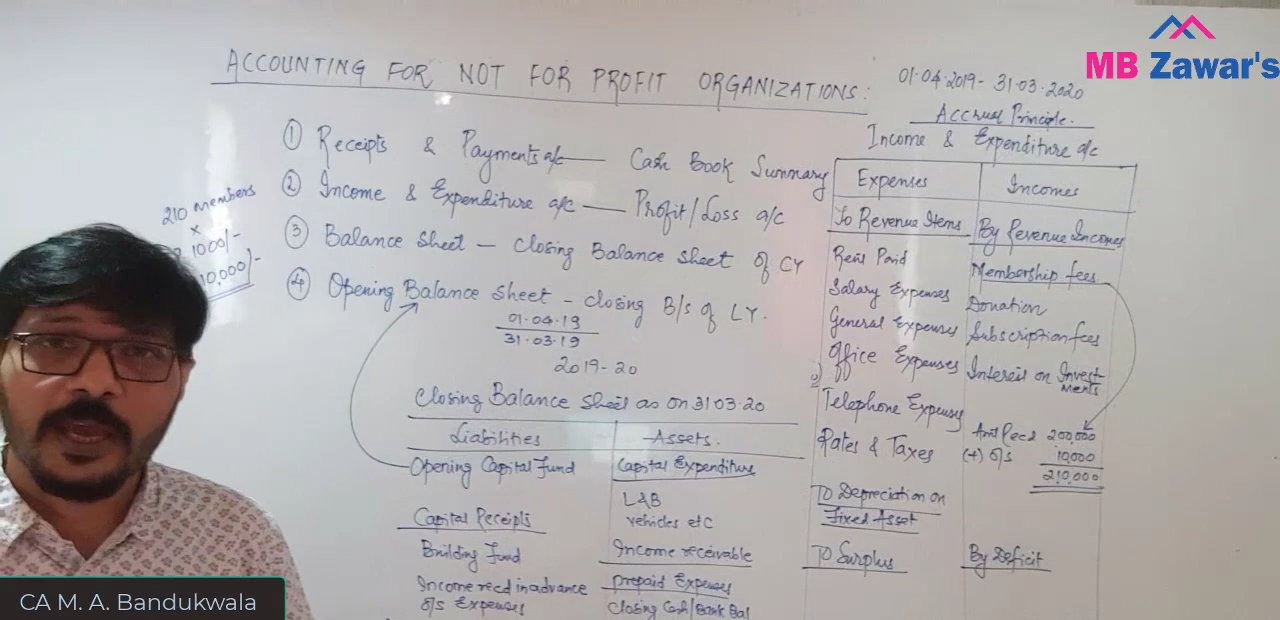 MB Zawar's
ACCOUNTING FOR NOT FOR PROFIT ORGANIZATIONS:
01.04.2019 - 31.03.2020
Accrual Principle.
① Receipts & Payments a/c — Cash Book Summary
② Income & Expenditure a/c — Profit/Loss a/c
③ Balance Sheet - Closing Balance Sheet of CY
④ Opening Balance Sheet - Closing B/s of LY.
01.04.19
31.03.19
2019-20
210 members
x
1000/-
10,000/-
Closing Balance Sheet as on 31 03.20
Liabilities Assets.
Opening Capital Fund Capital Expenditure
L&B
Capital Receipts vehicles etc
Building Fund Income receivable
Income recd in advance prepaid Expenses
o/s Expenses Closing Cash/Bank Bal
Income & Expenditure a/c
Expenses Incomes
To Revenue Items By Revenue Incomes
Rent Paid Membership fees
Salary Expenses Donation
General Expenses Subscription fees
Office Expenses Interest on Invest-
ments
Telephone Expenses
Rates & Taxes
Amt Recd 200,000
(+) o/s 10,000
210,000
To Depreciation on
Fixed Asset
To Surplus By Deficit
CA M. A. Bandukwala